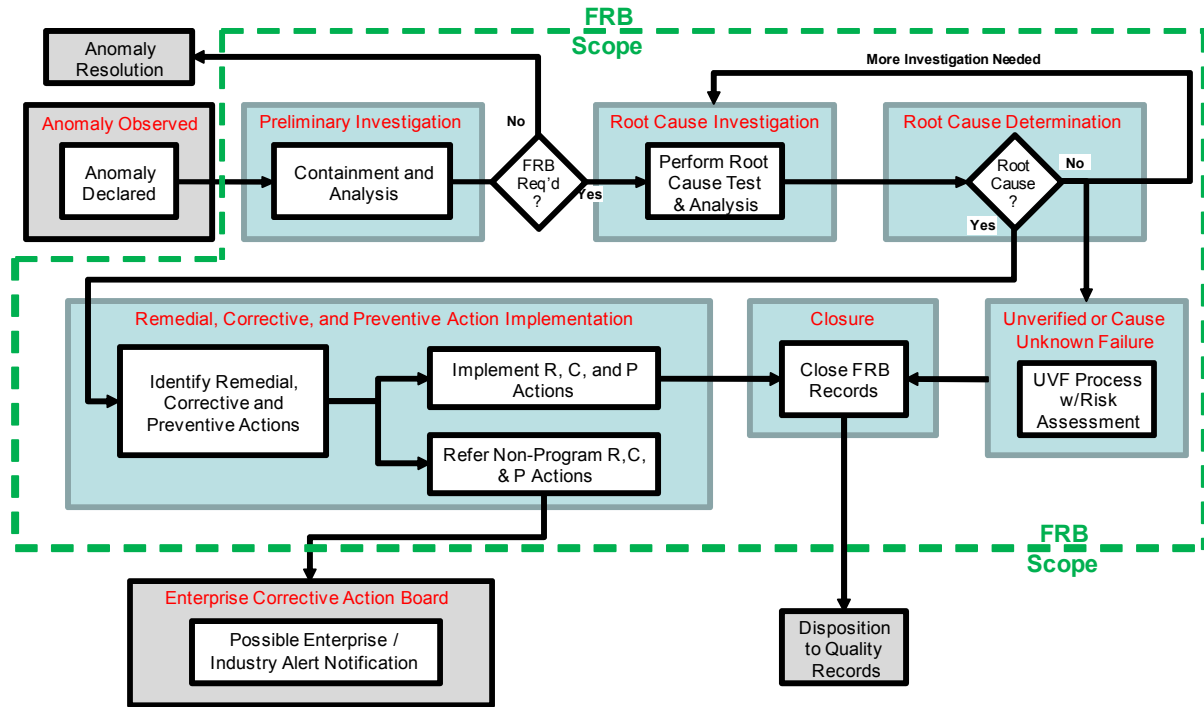 FRB
Scope
Anomaly
Resolution
More Investigation Needed
Anomaly Observed
Anomaly
Declared
Preliminary Investigation
Containment and
Analysis
No
FRB
Req'd
?
Yes
Root Cause Investigation
Perform Root
Cause Test
& Analysis
Root Cause Determination
Root
Cause
?
No
Yes
Remedial, Corrective, and Preventive Action Implementation
Identify Remedial,
Corrective and
Preventive Actions
Implement R, C, and P
Actions
Refer Non-Program R,C,
& P Actions
Closure
Close FRB
Records
Unverified or Cause
Unknown Failure
UVF Process
w/Risk
Assessment
FRB
Scope
Enterprise Corrective Action Board
Possible Enterprise /
Industry Alert Notification
Disposition
to Quality
Records